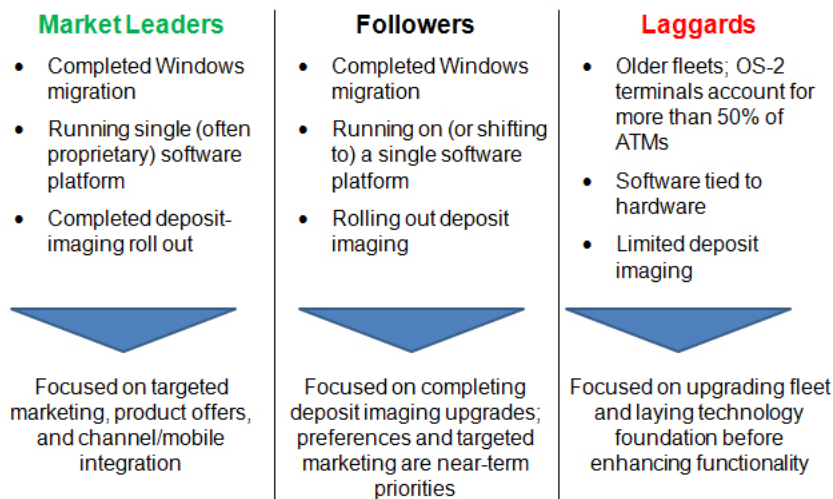 Market Leaders
• Completed Windows
migration
• Running single (often
proprietary) software
platform
• Completed deposit-
imaging roll out
Focused on targeted
marketing, product offers,
and channel/mobile
integration
Followers
• Completed Windows
migration
• Running on (or shifting
to) a single software
platform
• Rolling out deposit
imaging
Focused on completing
deposit imaging upgrades;
preferences and targeted
marketing are near-term
priorities
Laggards
• Older fleets; OS-2
terminals account for
more than 50% of
ATMs
• Software tied to
hardware
• Limited deposit
imaging
Focused on upgrading fleet
and laying technology
foundation before
enhancing functionality